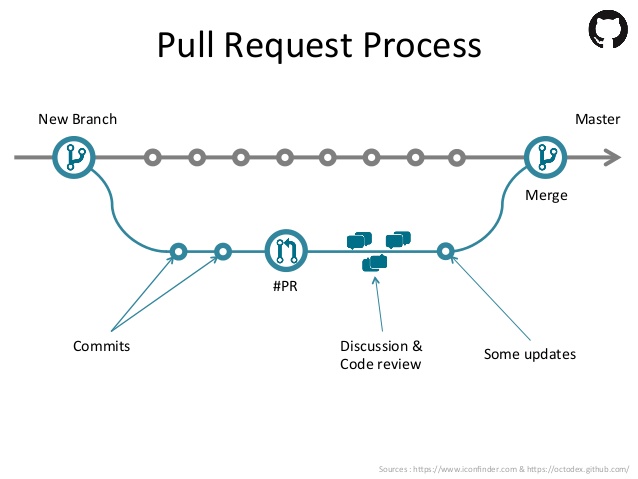 Pull Request Process
New Branch
Master
Merge
#PR
Commits
Discussion &
Code review
Some updates
Sources : https://www.iconfinder.com & https://octodex.github.com/